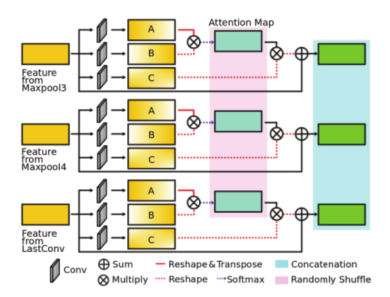 Attention Map
A
B
C
Feature
from
Maxpool3
A
B
C
Feature
from
Maxpool4
A
B
C
Feature
from
LastConv
Conv
Sum
Multiply
Reshape&Transpose
Reshape
Softmax
Concatenation
Randomly Shuffle